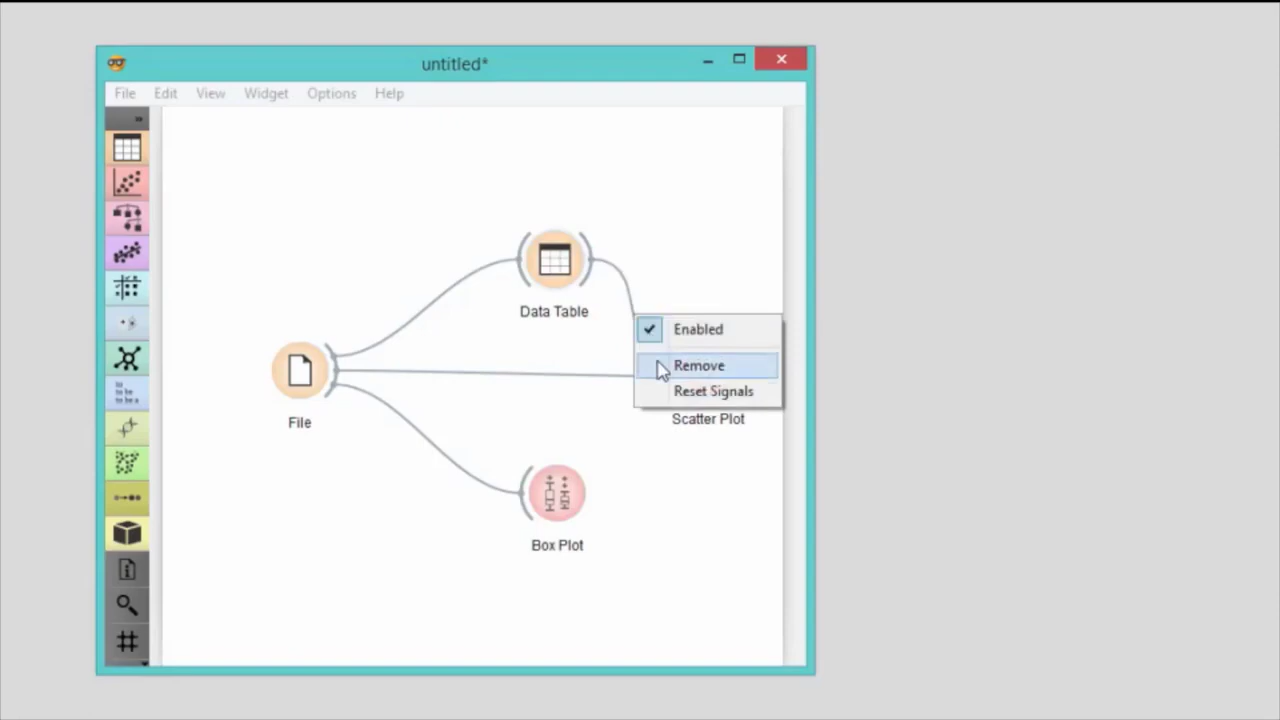 untitled*
File Edit View Widget Options Help
Data Table
Enabled
Remove
Reset Signals
Scatter Plot
File
Box Plot